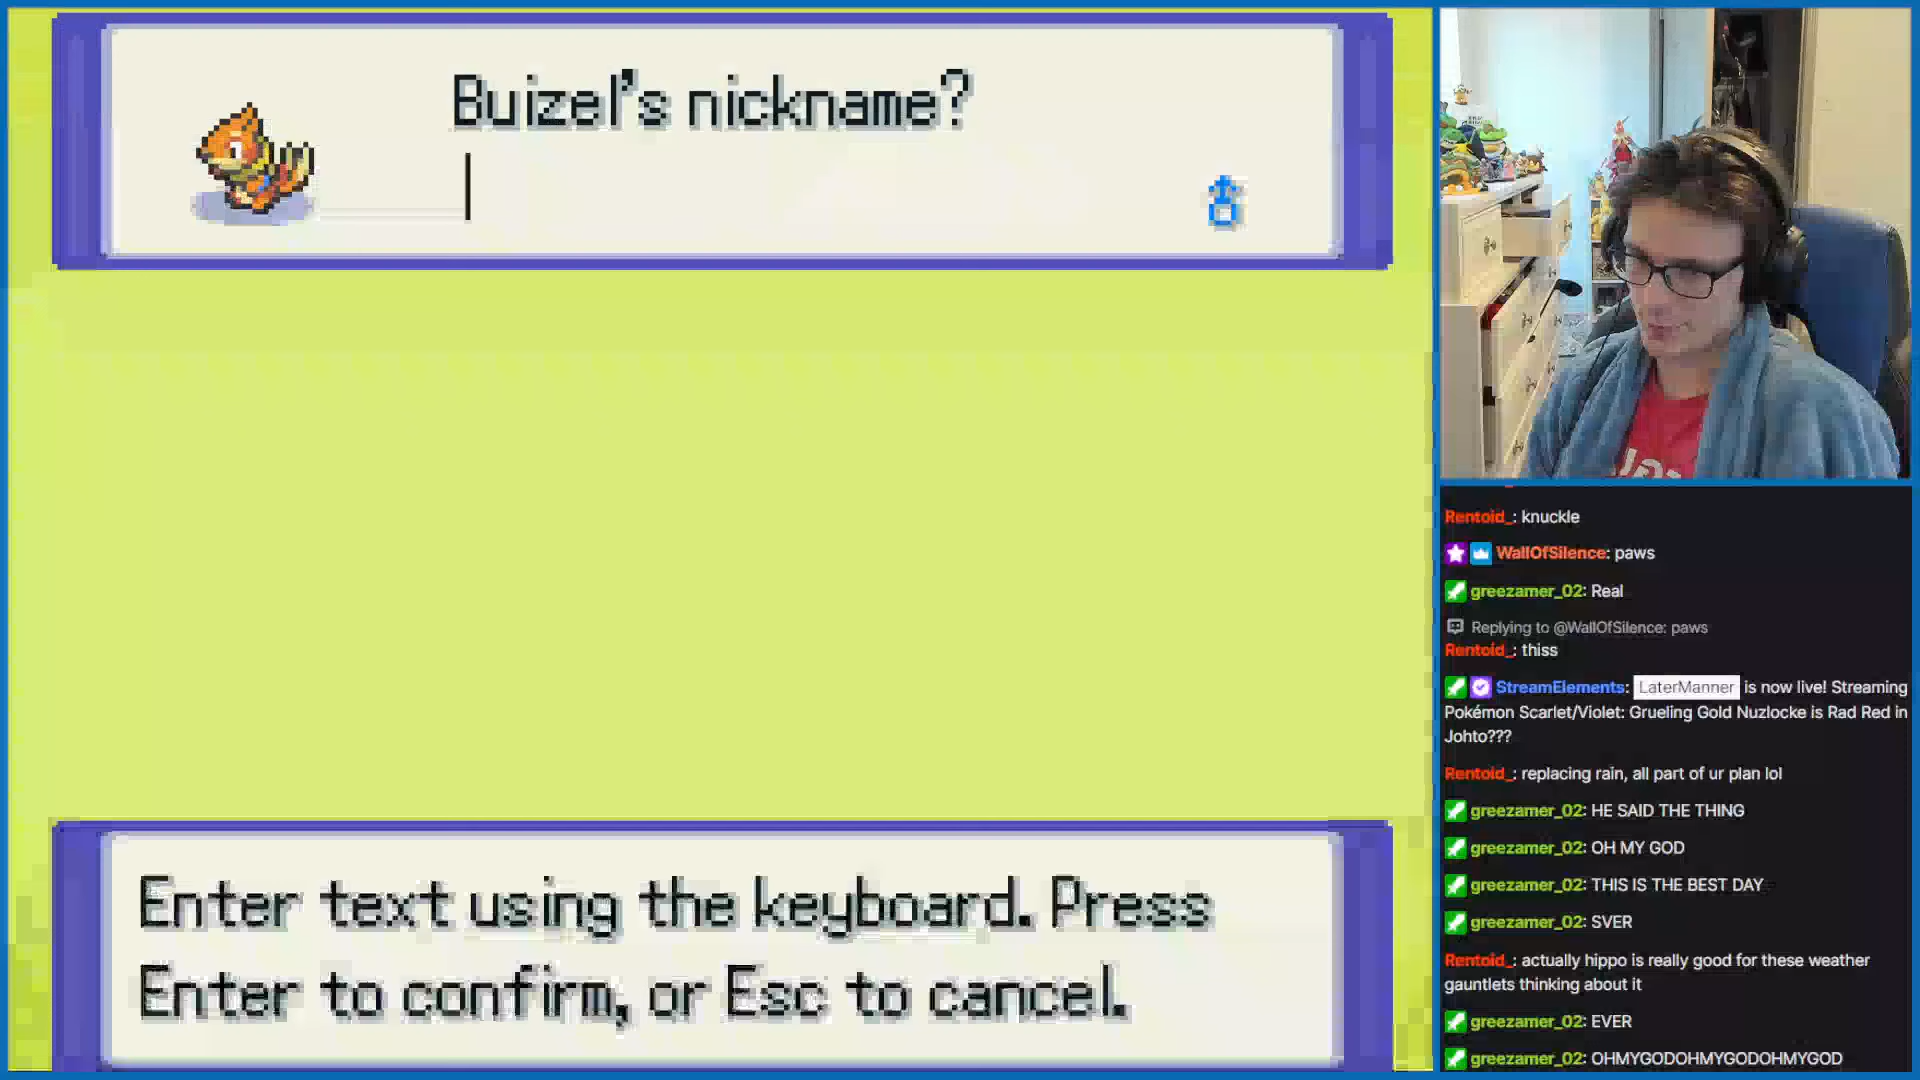 Buizel's nickname?
Enter text using the keyboard. Press
Enter to confirm, or Esc to cancel.
Rentoid_: knuckle
WallOfSilence: paws
greezamer_02: Real
Replying to @WallOfSilence: paws
Rentoid_: thiss
StreamElements: LaterManner is now live! Streaming
Pokémon Scarlet/Violet: Grueling Gold Nuzlocke is Rad Red in
Johto???
Rentoid_: replacing rain, all part of ur plan lol
greezamer_02: HE SAID THE THING
greezamer_02: OH MY GOD
greezamer_02: THIS IS THE BEST DAY
greezamer_02: SVER
Rentoid_: actually hippo is really good for these weather
gauntlets thinking about it
greezamer_02: EVER
greezamer_02: OHMYGODOHMYGODOHMYGOD